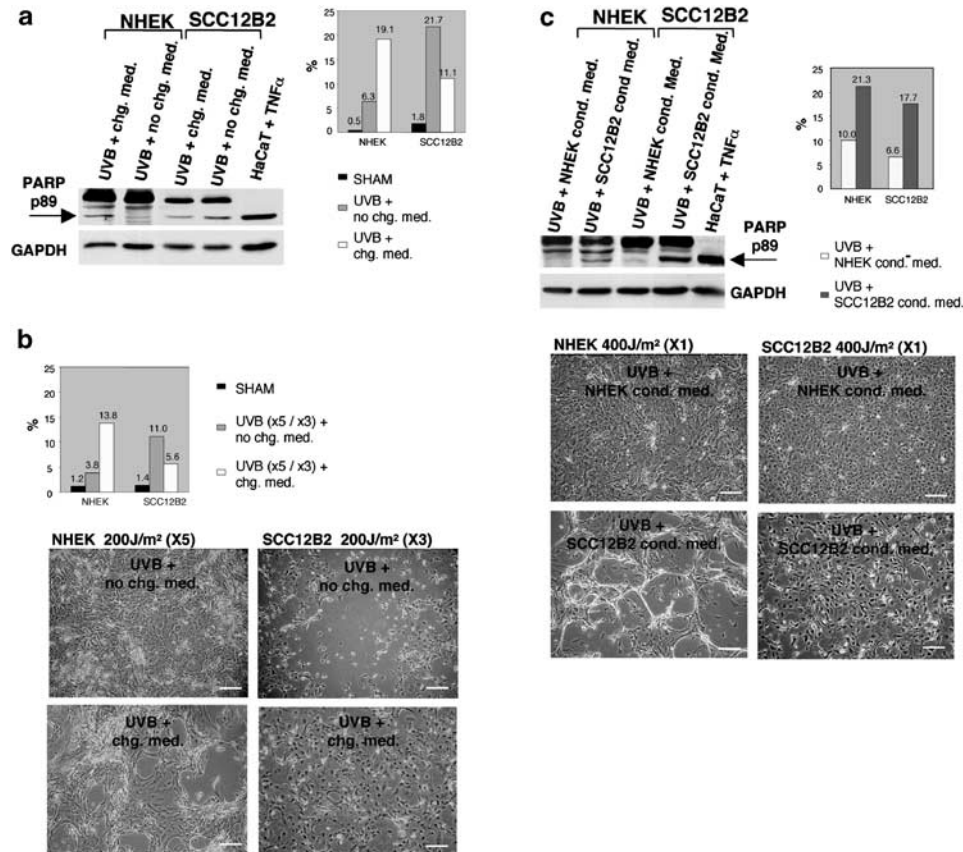 a
NHEK SCC12B2
UVB + chg. med.
UVB + no chg. med.
UVB + chg. med.
UVB + no chg. med.
HaCaT + TNFα
PARP
p89
GAPDH
%
25
20
15
10
5
0
0.5
6.3
19.1
1.8
21.7
11.1
NHEK SCC12B2
SHAM
UVB +
no chg. med.
UVB +
chg. med.
b
%
25
20
15
10
5
0
1.2
3.8
13.8
1.4
11.0
5.6
NHEK SCC12B2
SHAM
UVB (x5 / x3) +
no chg. med.
UVB (x5 / x3) +
chg. med.
NHEK 200J/m² (X5)
SCC12B2 200J/m² (X3)
UVB +
no chg. med.
UVB +
no chg. med.
UVB +
chg. med.
UVB +
chg. med.
c
NHEK SCC12B2
UVB + NHEK cond. med.
UVB + SCC12B2 cond med.
UVB + NHEK cond. Med.
UVB + SCC12B2 cond. Med.
HaCaT + TNFα
PARP
p89
GAPDH
%
25
20
15
10
5
0
10.0
21.3
6.6
17.7
NHEK SCC12B2
UVB +
NHEK cond.- med.
UVB +
SCC12B2 cond. med.
NHEK 400J/m² (X1)
SCC12B2 400J/m² (X1)
UVB +
NHEK cond. med.
UVB +
NHEK cond. med.
UVB +
SCC12B2 cond. med.
UVB +
SCC12B2 cond. med.